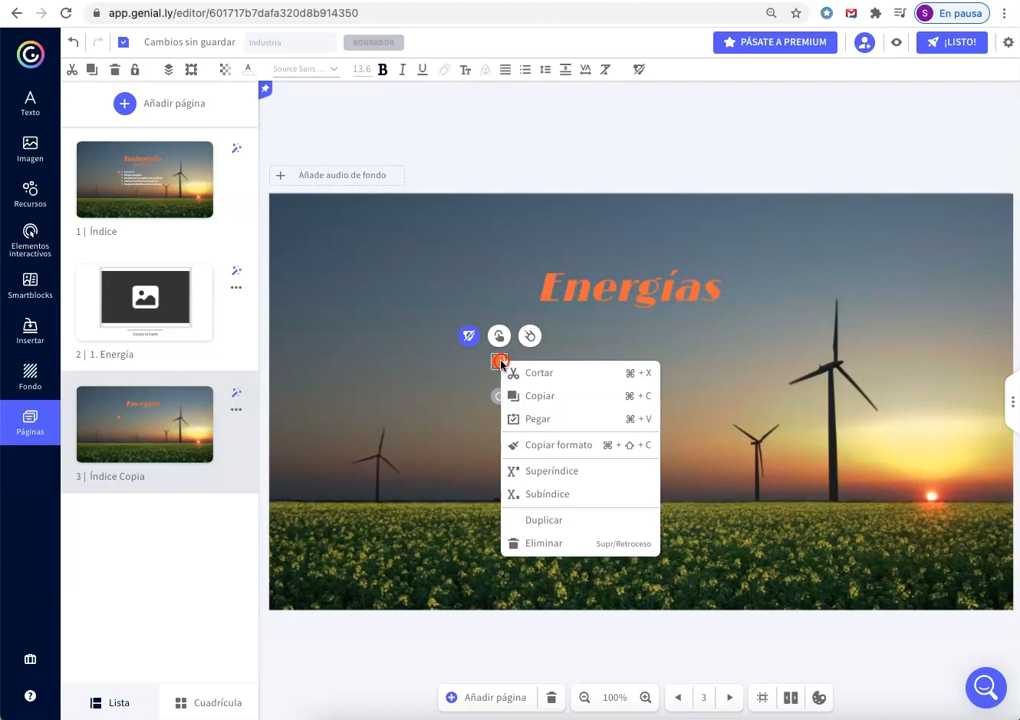 app.genial.ly/editor/601717b7dafa320d8b914350
S En pausa
Cambios sin guardar
Industria
BORRADOR
PÁSATE A PREMIUM
¡LISTO!
Source Sans ...
13.6
Texto
Imagen
Recursos
Elementos
interactivos
Smartblocks
Insertar
Fondo
Páginas
Añadir página
1 | Índice
2 | 1. Energía
Energías
3 | Índice Copia
Lista
Cuadrícula
Añade audio de fondo
Energías
Cortar ⌘ + X
Copiar ⌘ + C
Pegar ⌘ + V
Copiar formato ⌘ + ⇧ + C
Superíndice
Subíndice
Duplicar
Eliminar Supr/Retroceso
Añadir página
100%
3